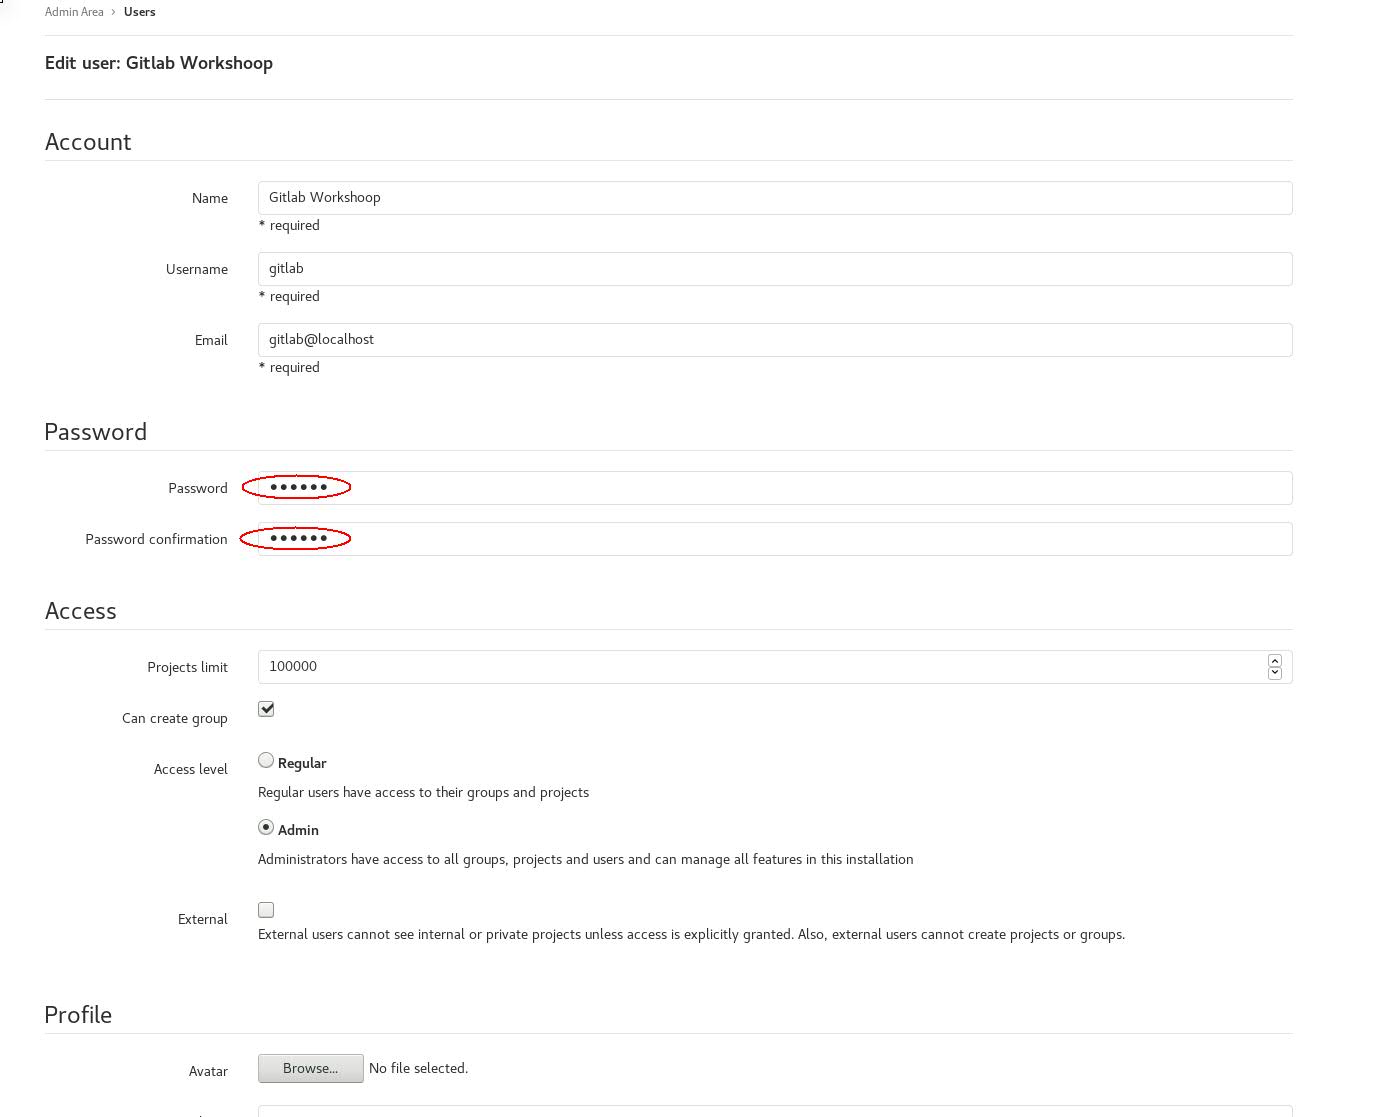 Admin Area › Users
Edit user: Gitlab Workshoop
Account
Name Gitlab Workshoop
* required
Username gitlab
* required
Email gitlab@localhost
* required
Password
Password ●●●●●●
Password confirmation ●●●●●●
Access
Projects limit 100000
Can create group
Access level Regular
Regular users have access to their groups and projects
Admin
Administrators have access to all groups, projects and users and can manage all features in this installation
External
External users cannot see internal or private projects unless access is explicitly granted. Also, external users cannot create projects or groups.
Profile
Avatar Browse... No file selected.